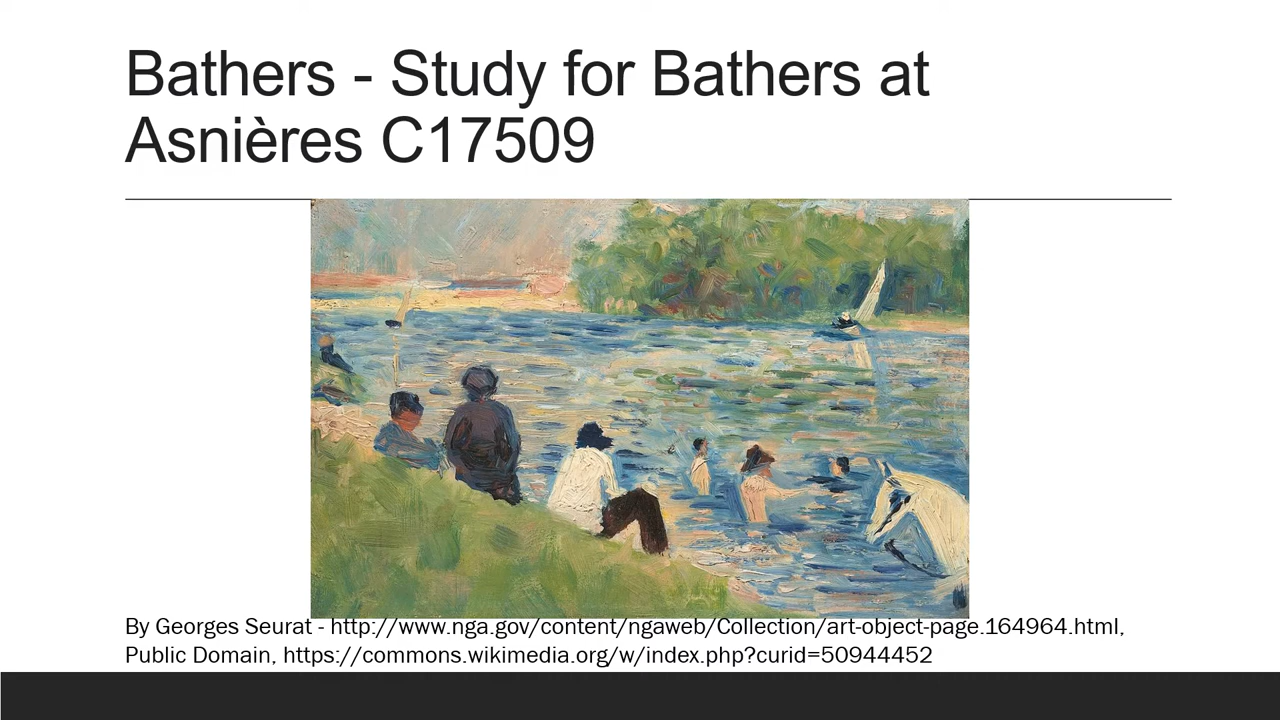 Bathers - Study for Bathers at
Asnières C17509
By Georges Seurat - http://www.nga.gov/content/ngaweb/Collection/art-object-page.164964.html,
Public Domain, https://commons.wikimedia.org/w/index.php?curid=50944452